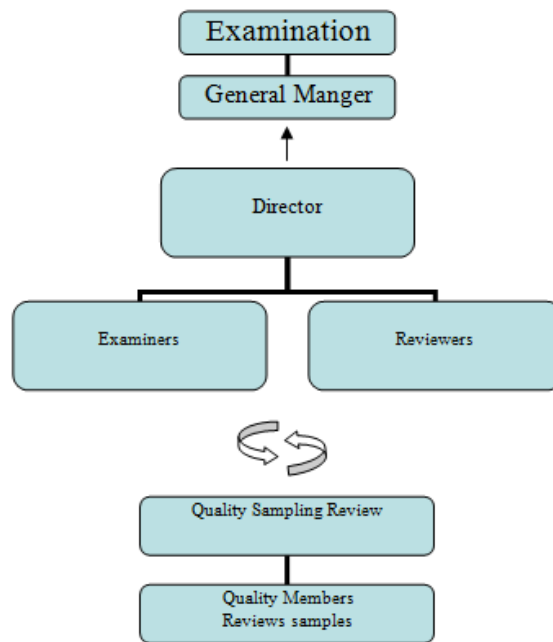 Examination
General Manger
Director
Examiners
Reviewers
Quality Sampling Review
Quality Members
Reviews samples